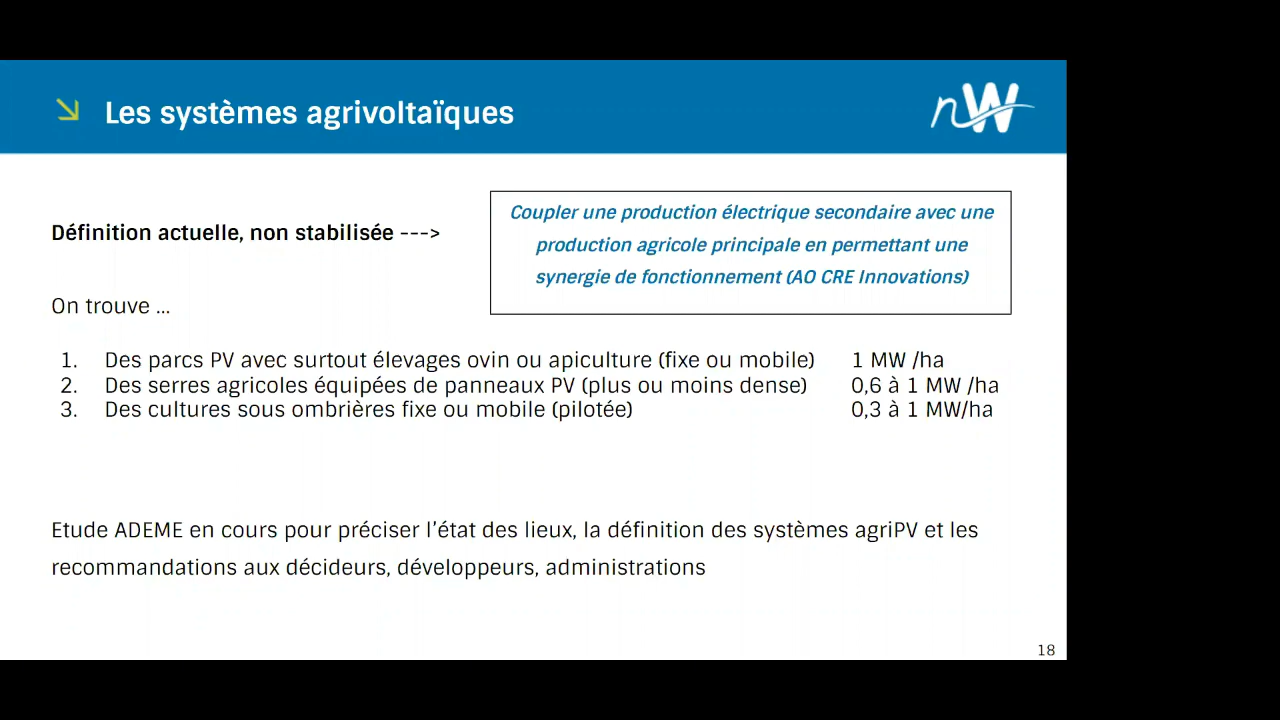 Les systèmes agrivoltaïques
nW
Définition actuelle, non stabilisée --->
Coupler une production électrique secondaire avec une
production agricole principale en permettant une
synergie de fonctionnement (AO CRE Innovations)
On trouve ...
1. Des parcs PV avec surtout élevages ovin ou apiculture (fixe ou mobile) 1 MW /ha
2. Des serres agricoles équipées de panneaux PV (plus ou moins dense) 0,6 à 1 MW /ha
3. Des cultures sous ombrières fixe ou mobile (pilotée) 0,3 à 1 MW/ha
Etude ADEME en cours pour préciser l’état des lieux, la définition des systèmes agriPV et les
recommandations aux décideurs, développeurs, administrations
18